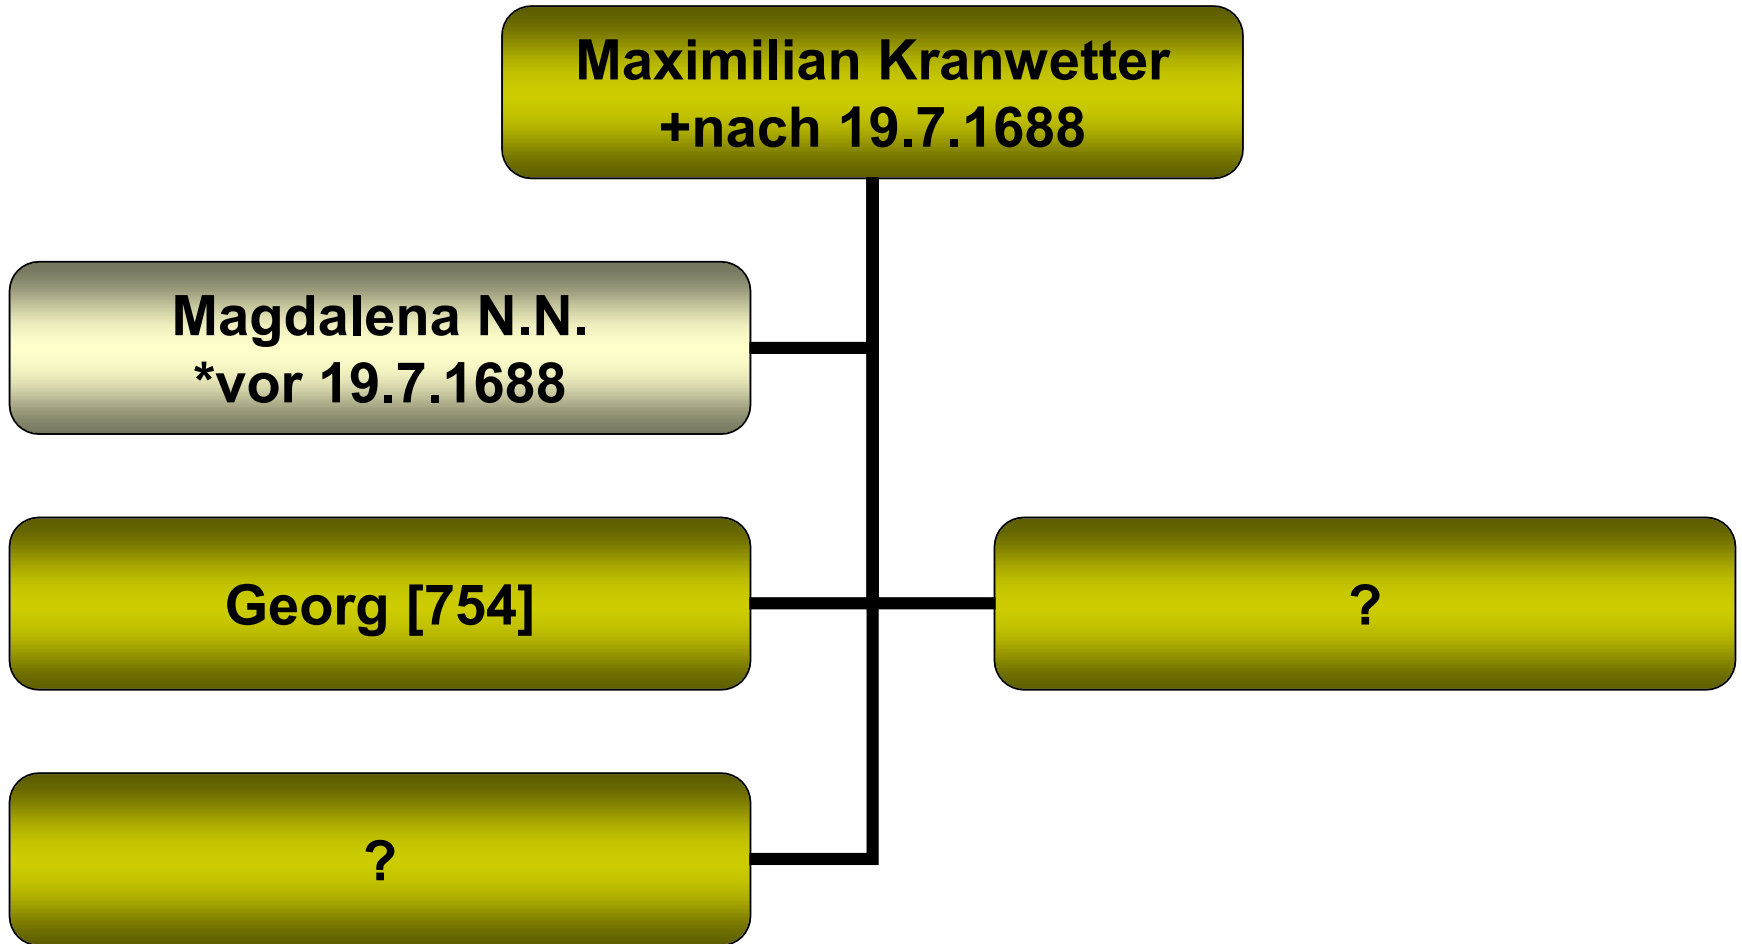 Maximilian Kranwetter
+nach 19.7.1688
Magdalena N.N.
*vor 19.7.1688
Georg [754]
?
?